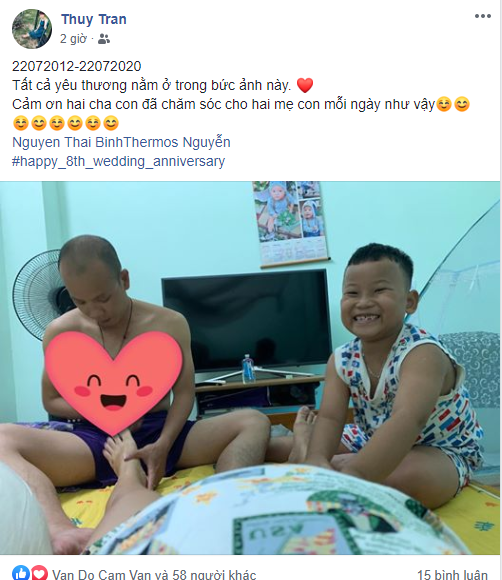 Thuy Tran
2 giờ ·
22072012-22072020
Tất cả yêu thương nằm ở trong bức ảnh này. ❤️
Cảm ơn hai cha con đã chăm sóc cho hai mẹ con mỗi ngày như vậy😊😊
😊😊😊😊😊😊
Nguyen Thai BinhThermos Nguyễn
#happy_8th_wedding_anniversary
USA
Van Do Cam Van và 58 người khác
15 bình luận